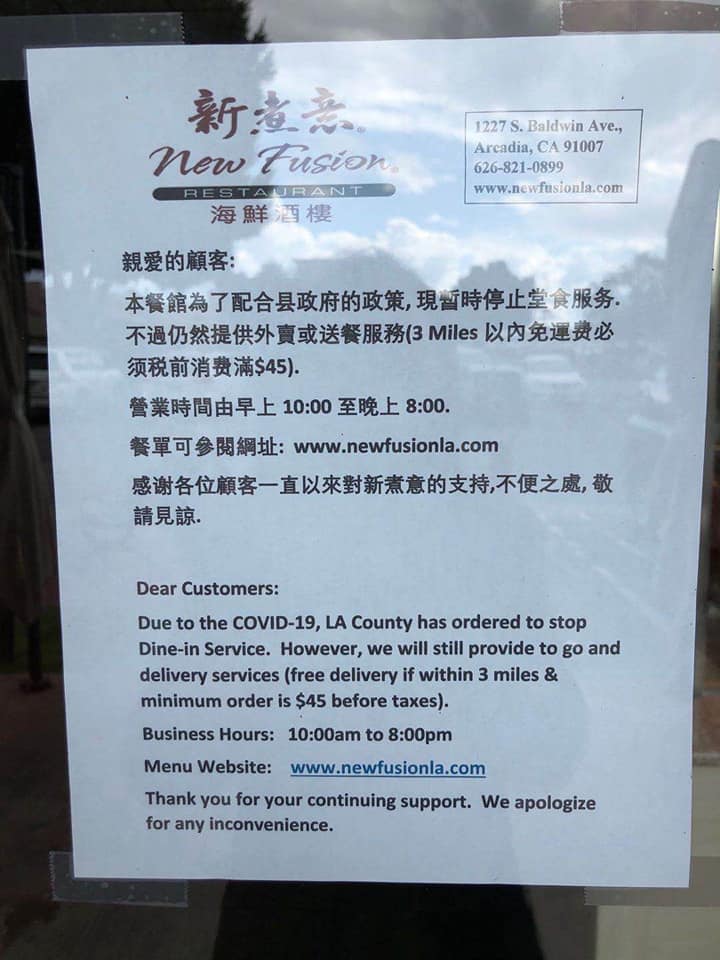 新煮意®
New Fusion®
RESTAURANT
海鮮酒樓
1227 S. Baldwin Ave.,
Arcadia, CA 91007
626-821-0899
www.newfusionla.com
親愛的顧客:
本餐館為了配合县政府的政策, 現暫時停止堂食服务.
不過仍然提供外賣或送餐服務(3 Miles 以內免運费必
须税前消费滿$45).
營業時間由早上 10:00 至晚上 8:00.
餐單可參閱網址: www.newfusionla.com
感谢各位顧客一直以來對新煮意的支持,不便之處, 敬
請見諒.
Dear Customers:
Due to the COVID-19, LA County has ordered to stop
Dine-in Service. However, we will still provide to go and
delivery services (free delivery if within 3 miles &
minimum order is $45 before taxes).
Business Hours: 10:00am to 8:00pm
Menu Website: www.newfusionla.com
Thank you for your continuing support. We apologize
for any inconvenience.